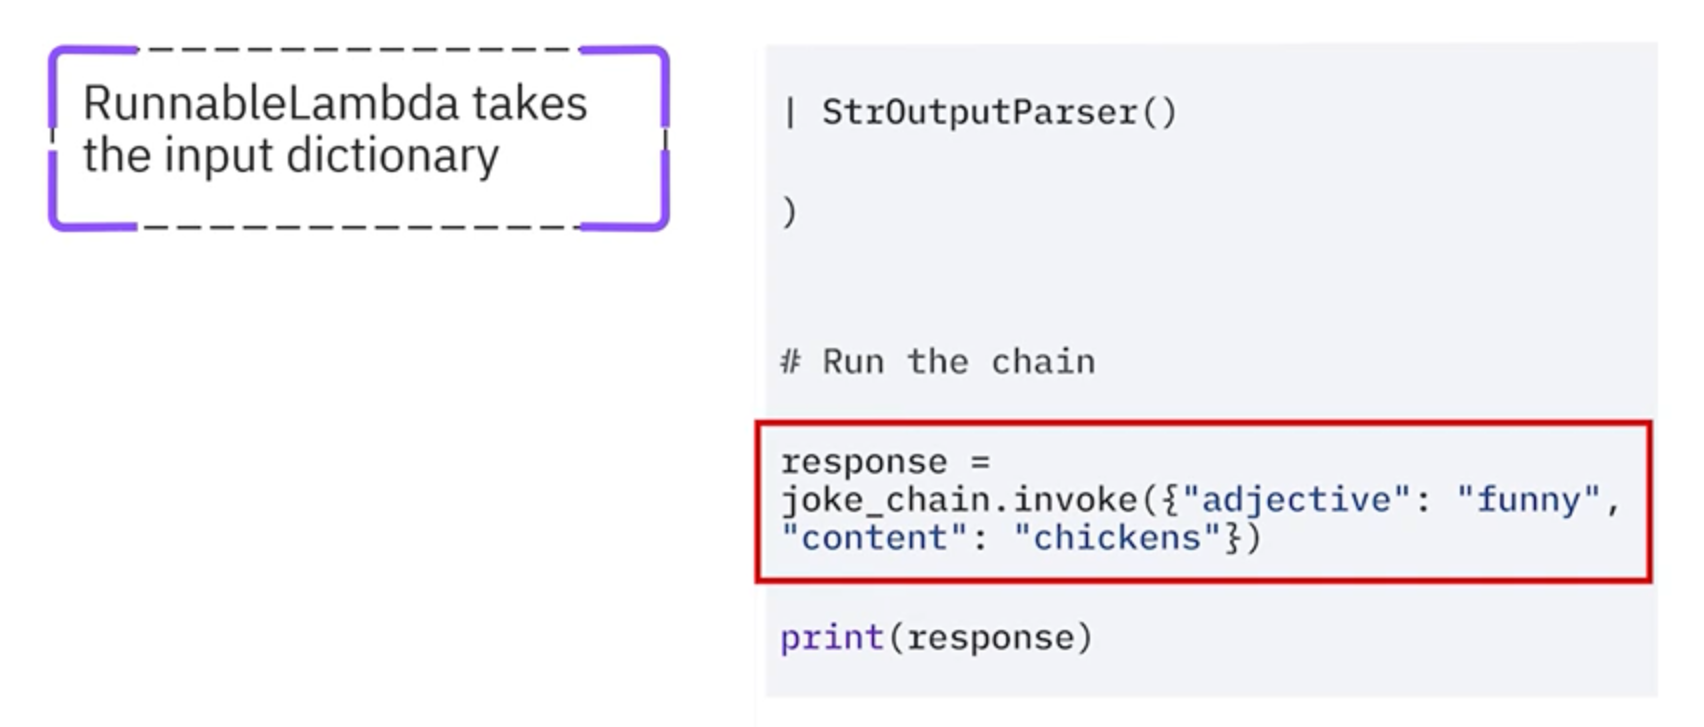 RunnableLambda takes
the input dictionary
| StrOutputParser()
)
# Run the chain
response =
joke_chain.invoke({"adjective": "funny",
"content": "chickens"})
print(response)